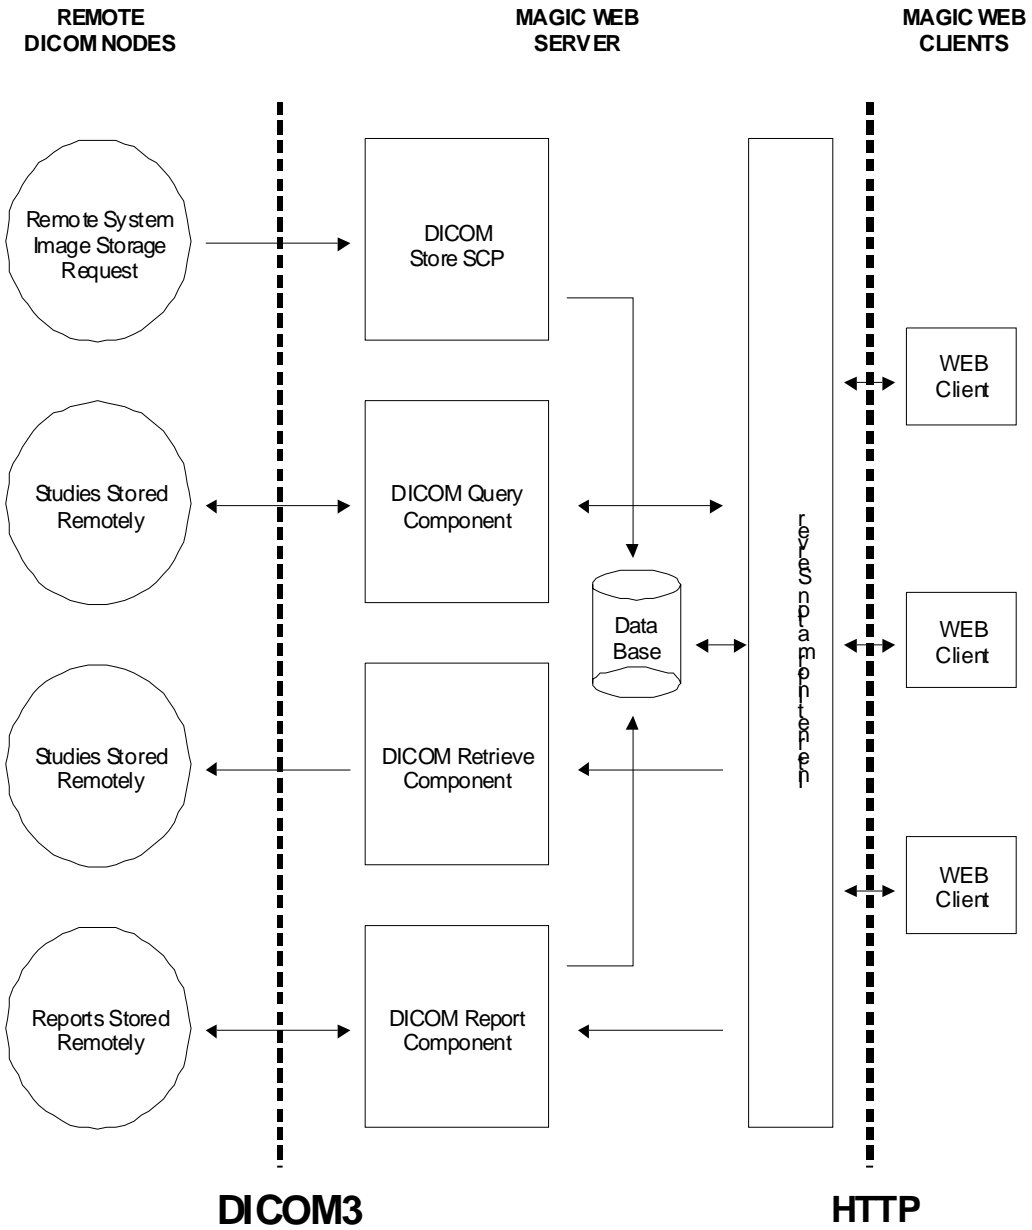 REMOTE
DICOM NODES
MAGIC WEB
SERVER
MAGIC WEB
CLIENTS
Remote System
Image Storage
Request
DICOM
Store SCP
WEB
Client
Studies Stored
Remotely
DICOM Query
Component
Data
Base
WEB
Client
Studies Stored
Remotely
DICOM Retrieve
Component
WEB
Client
Reports Stored
Remotely
DICOM Report
Component
DICOM3
HTTP